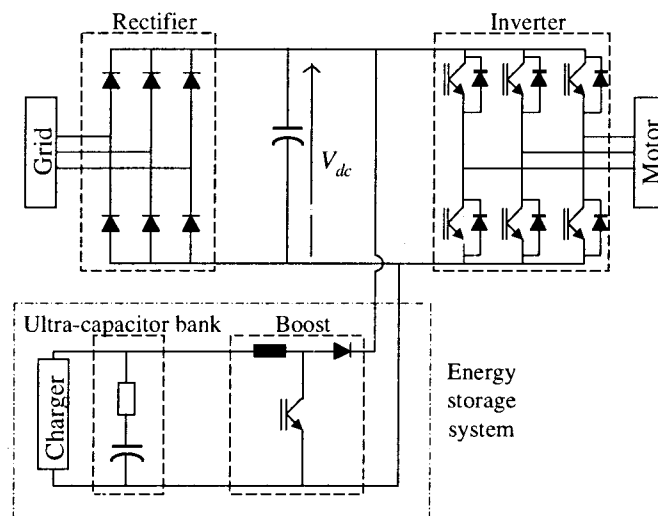 Rectifier
Inverter
Grid
V_dc
Motor
Ultra-capacitor bank
Boost
Charger
Energy
storage
system